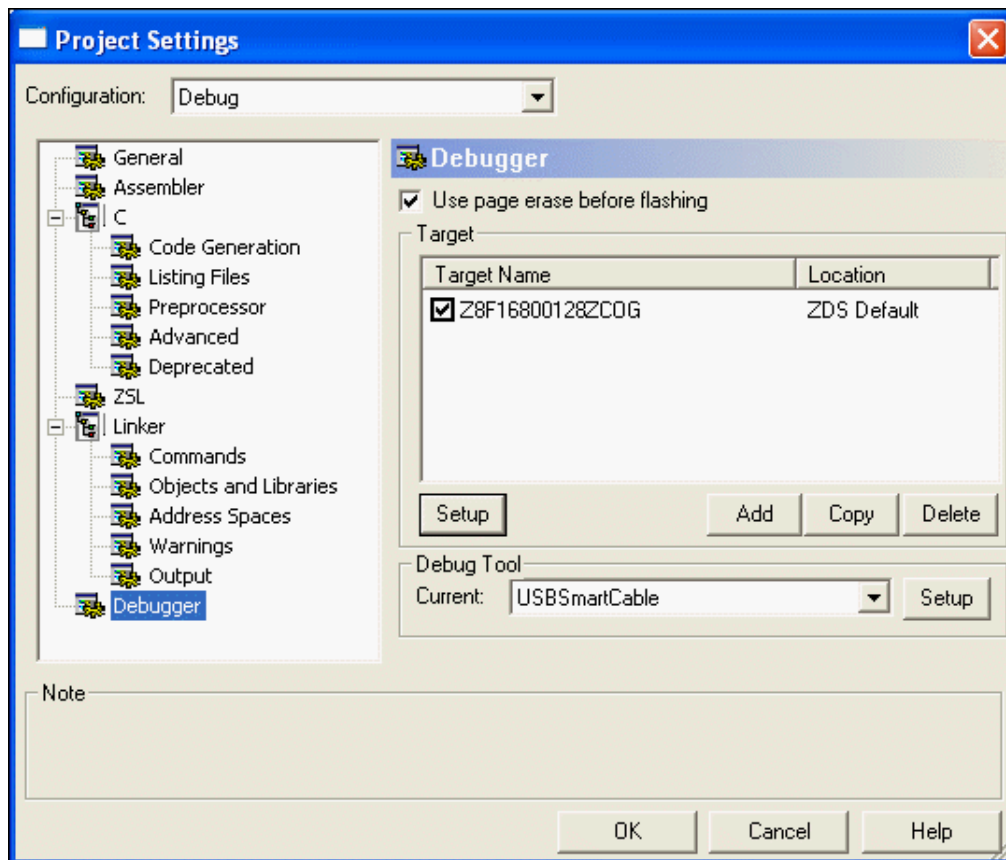 Project Settings
Configuration: Debug
General
Assembler
C
Code Generation
Listing Files
Preprocessor
Advanced
Deprecated
ZSL
Linker
Commands
Objects and Libraries
Address Spaces
Warnings
Output
Debugger
Debugger
Use page erase before flashing
Target
Target Name Location
Z8F16800128ZCOG ZDS Default
Setup Add Copy Delete
Debug Tool
Current: USBSmartCable Setup
Note
OK Cancel Help